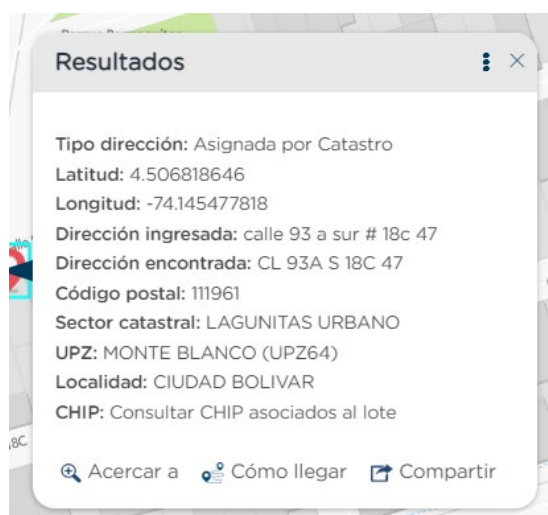 Resultados
Tipo dirección: Asignada por Catastro
Latitud: 4.506818646
Longitud: -74.145477818
Dirección ingresada: calle 93 a sur # 18c 47
Dirección encontrada: CL 93A S 18C 47
Código postal: 111961
Sector catastral: LAGUNITAS URBANO
UPZ: MONTE BLANCO (UPZ64)
Localidad: CIUDAD BOLIVAR
CHIP: Consultar CHIP asociados al lote
18C
Acercar a Cómo llegar Compartir